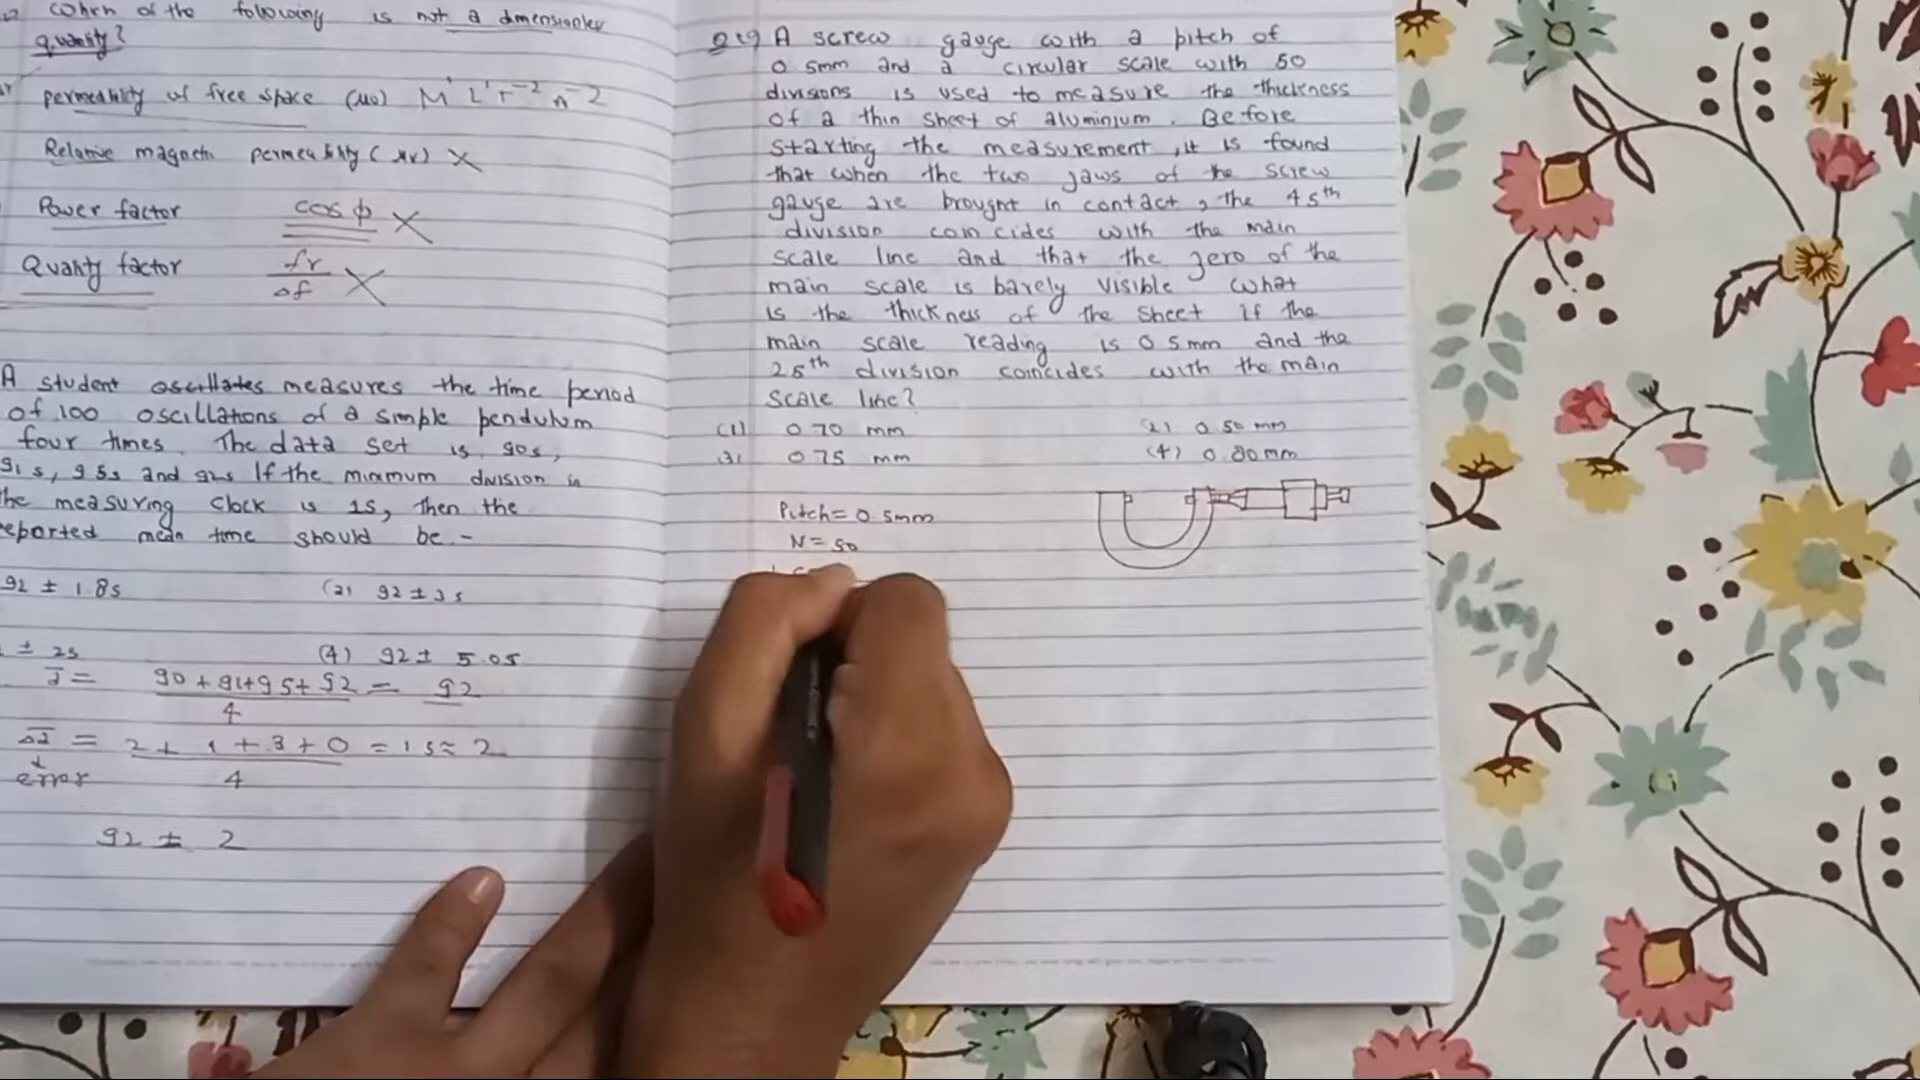 which of the following is not a dimensionless
quantity?
permeability of free space (μ0) M¹ L¹ T⁻² A⁻2
Relative magnetic permeability (μr) ×
Power factor cosφ ×
Quality factor fr/Δf ×
A student oscillates measures the time period
of 100 oscillations of a simple pendulum
four times. The data set is 90s,
91s, 95s and 92s If the minimum division in
the measuring clock is 1s, then the
reported mean time should be -
92 ± 1.8s (2) 92 ± 3s
± 2s (4) 92 ± 5.0s
= 90+91+95+92/4 = 92
= 2+1+3+0/4 = 1.5 ≈ 2
error
92 ± 2
Q19 A screw gauge with a pitch of
0.5mm and a circular scale with 50
divisions is used to measure the thickness
of a thin sheet of aluminium. Before
starting the measurement, it is found
that when the two jaws of the screw
gauge are brought in contact, the 45th
division coincides with the main
scale line and that the zero of the
main scale is barely visible what
is the thickness of the sheet if the
main scale reading is 0.5mm and the
25th division coincides with the main
scale line?
(1) 0.70 mm (2) 0.50 mm
(3) 0.75 mm (4) 0.80mm
Pitch = 0.5mm
N = 50